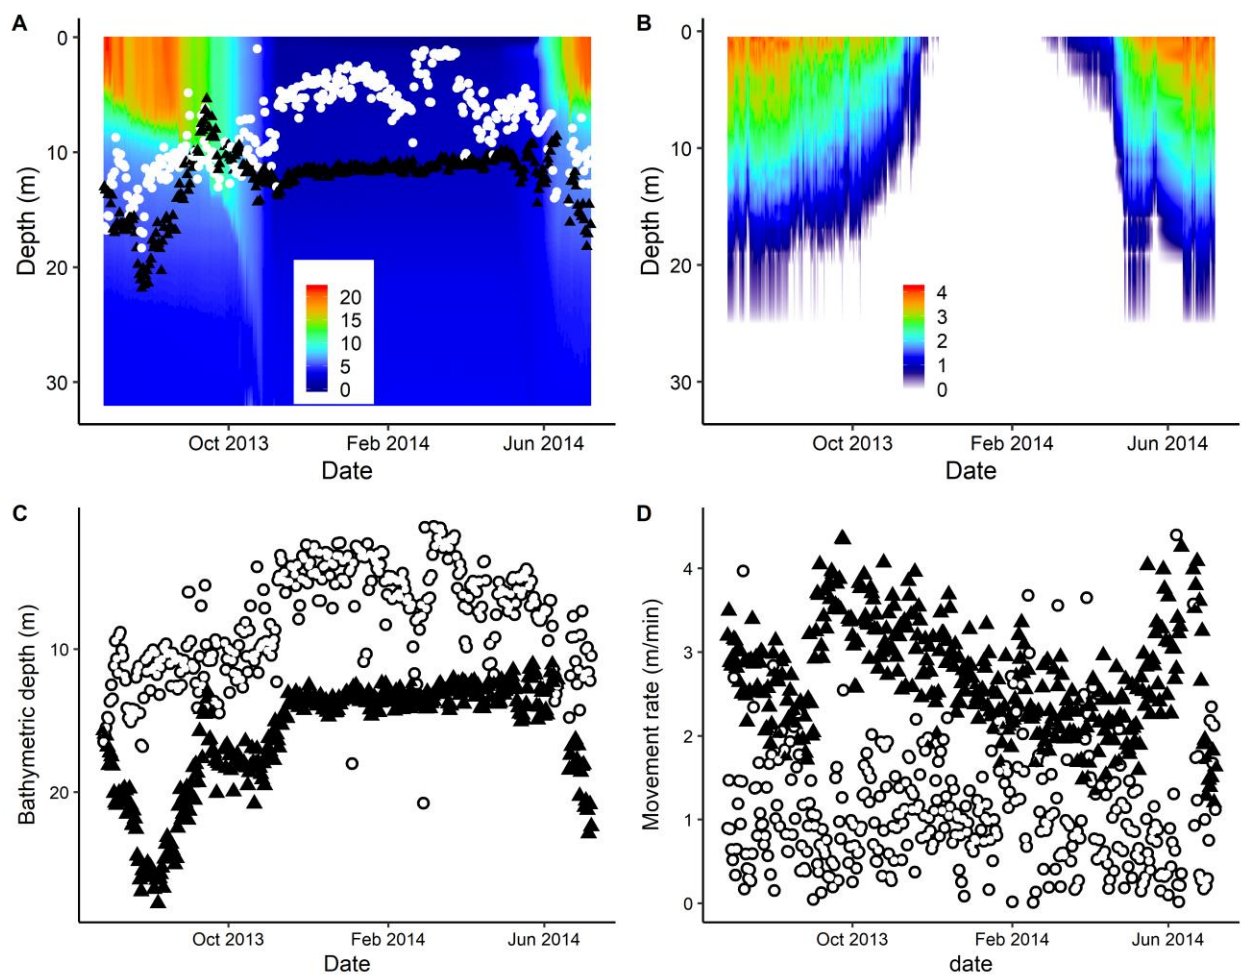 A
0
10
20
30
Depth (m)
20
15
10
5
0
Oct 2013 Feb 2014 Jun 2014
Date
B
0
10
20
30
Depth (m)
4
3
2
1
0
Oct 2013 Feb 2014 Jun 2014
Date
C
10
20
Bathymetric depth (m)
Oct 2013 Feb 2014 Jun 2014
Date
D
4
3
2
1
0
Movement rate (m/min)
Oct 2013 Feb 2014 Jun 2014
date